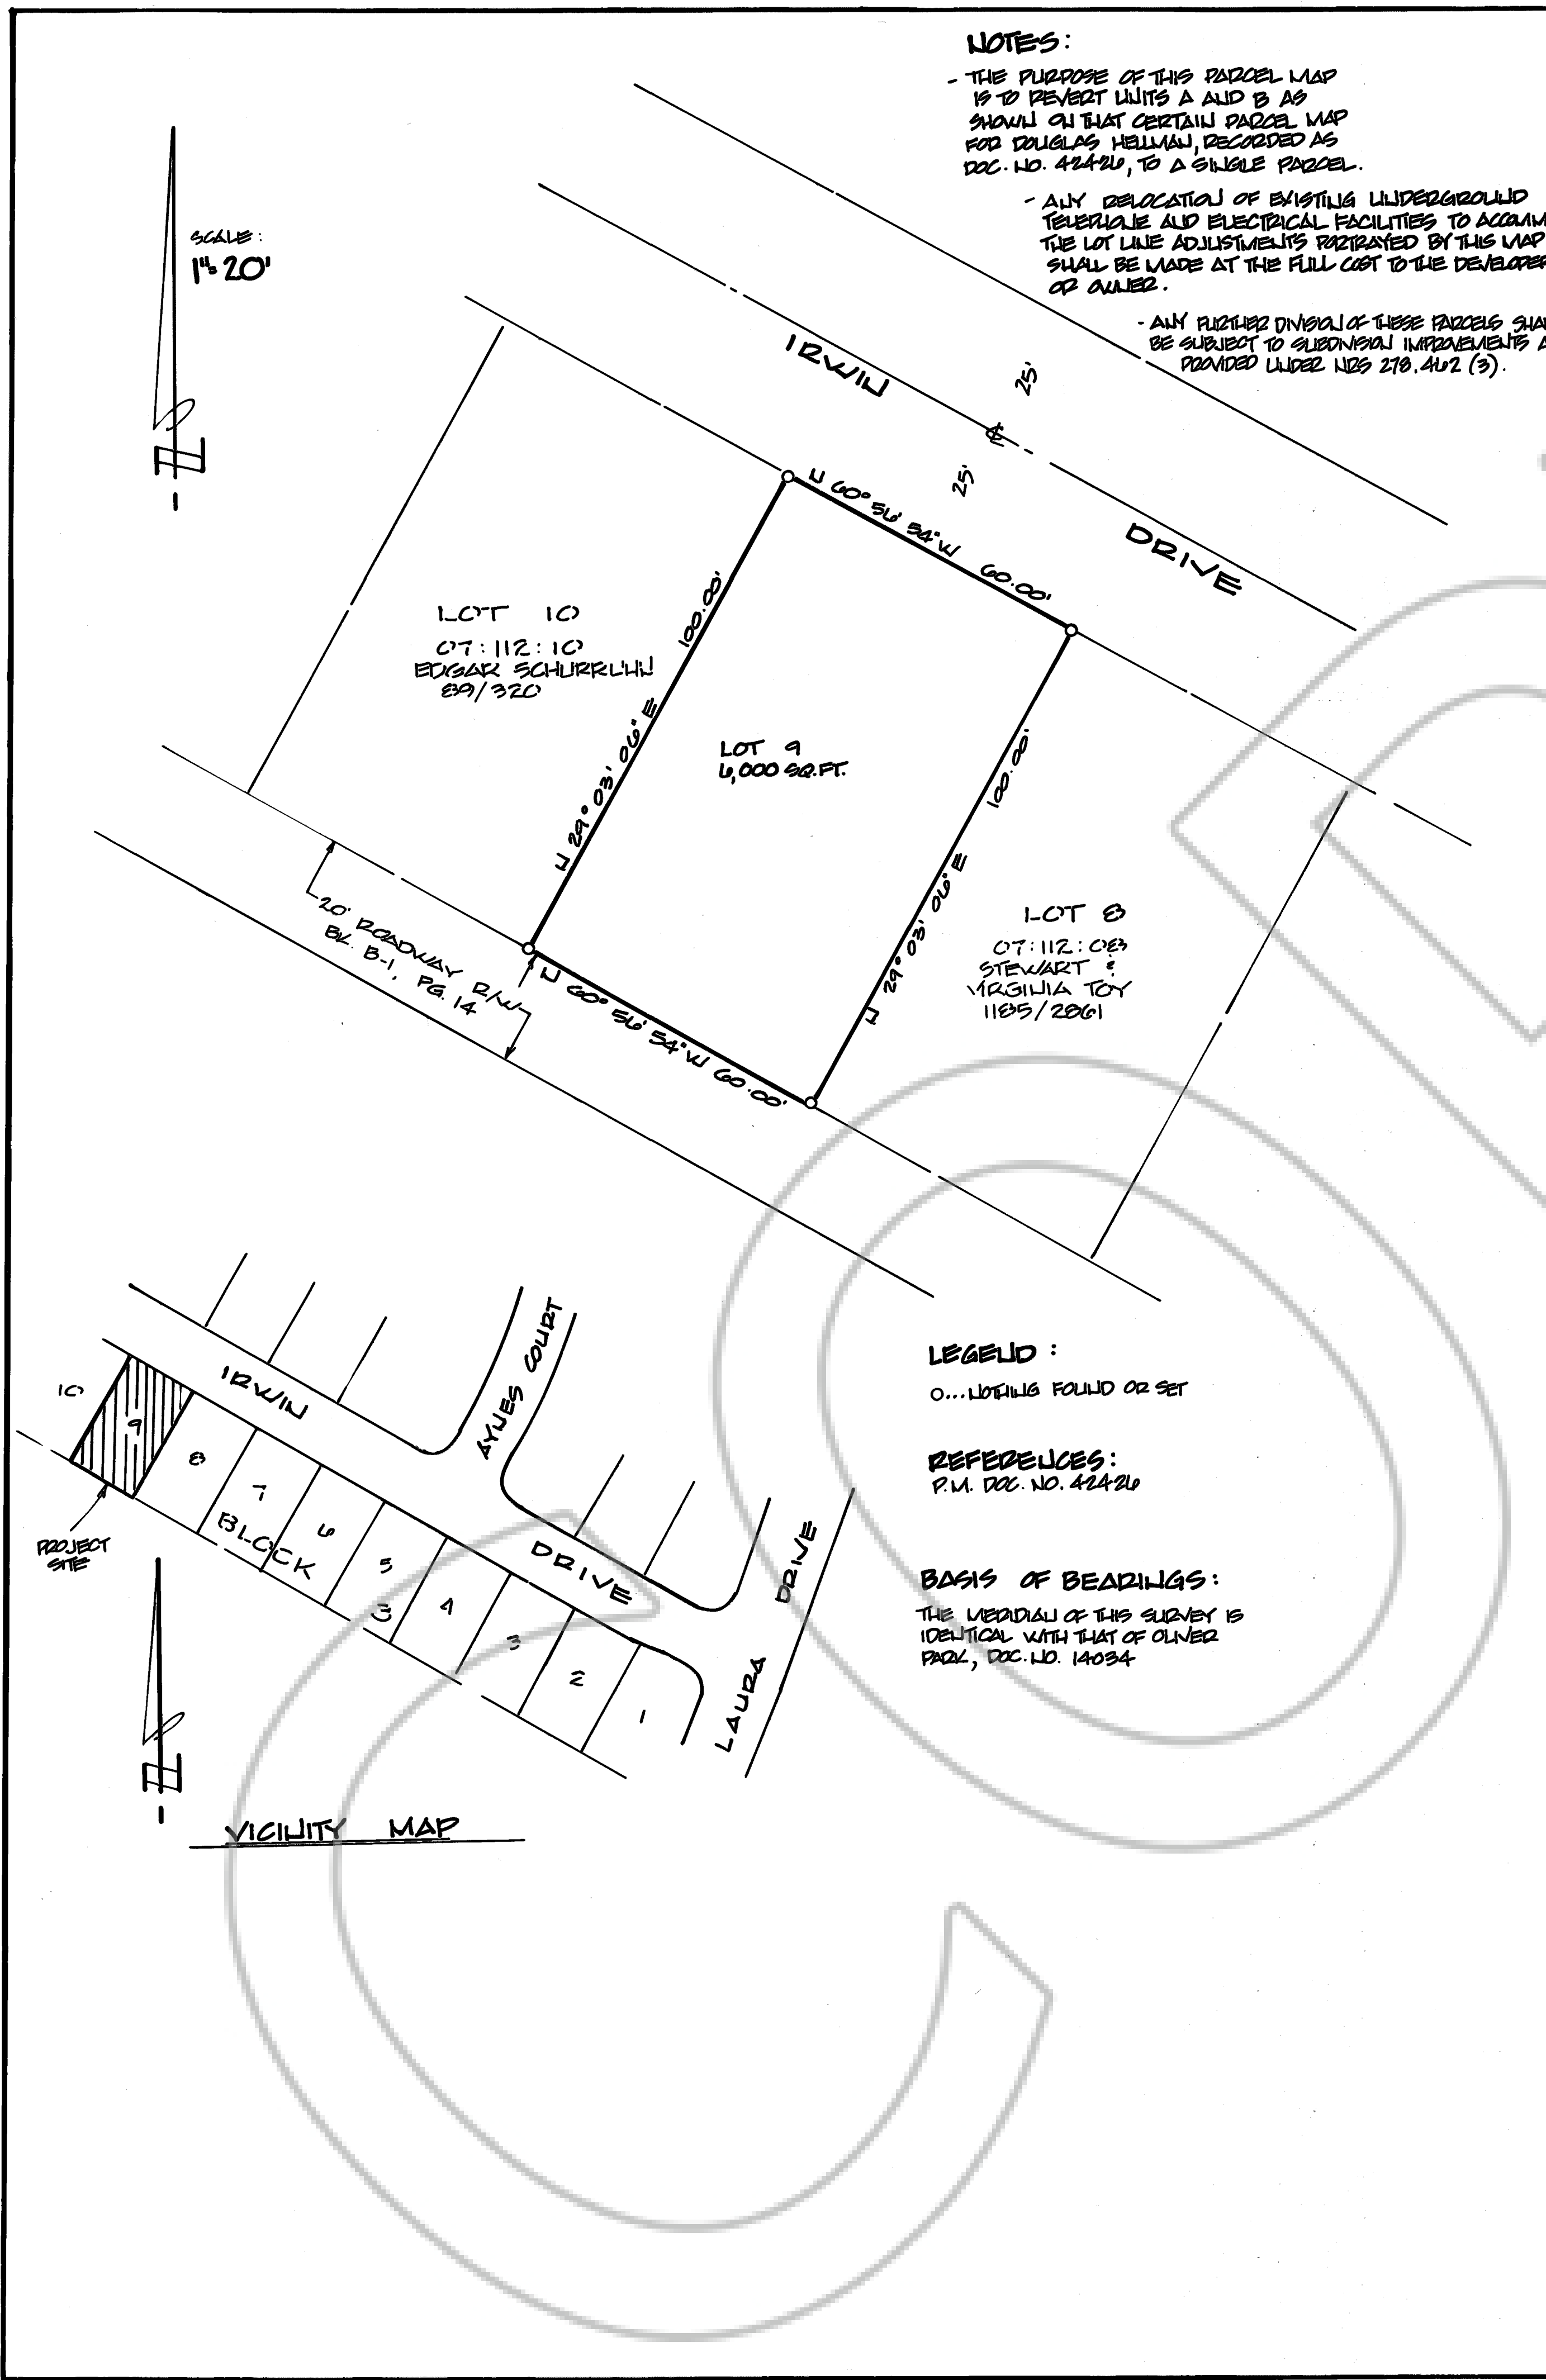 NOTES:
- THE PURPOSE OF THIS PARCEL MAP
IS TO REVERT UNITS A AND B AS
SHOWN ON THAT CERTAIN PARCEL MAP
FOR DOUGLAS HELLMAN, RECORDED AS
DOC. NO. 42426, TO A SINGLE PARCEL.
- ANY RELOCATION OF EXISTING UNDERGROUND
TELEPHONE AND ELECTRICAL FACILITIES TO ACCOMM
THE LOT LINE ADJUSTMENTS PORTRAYED BY THIS MAP
SHALL BE MADE AT THE FULL COST TO THE DEVELOPER
OR OWNER.
- ANY FURTHER DIVISION OF THESE PARCELS SHA
BE SUBJECT TO SUBDIVISION IMPROVEMENTS A
PROVIDED UNDER NRS 278.462 (3).
SCALE:
1"=20'
N
IRWIN
DRIVE
25'
℄
25'
N 60° 56' 54" W 60.00'
100.00'
N 29° 03' 06" E
LOT 10
07:112:10
EDGAR SCHURRUHN
89/320
LOT 9
6,000 SQ.FT.
100.00'
N 29° 03' 06" E
LOT 8
07:112:08
STEWART &
VIRGINIA TOY
1185/2861
20' ROADWAY R/W
BK. B-1, PG. 14
N 60° 56' 54" W 60.00'
IRWIN
DRIVE
AYNES COURT
LAURA DRIVE
10
9
8
7
6
5
4
3
2
1
BLOCK 3
PROJECT
SITE
N
VICINITY MAP
LEGEND:
O...NOTHING FOUND OR SET
REFERENCES:
P.M. DOC. NO. 42426
BASIS OF BEARINGS:
THE MERIDIAN OF THIS SURVEY IS
IDENTICAL WITH THAT OF OLIVER
PARK, DOC. NO. 14034